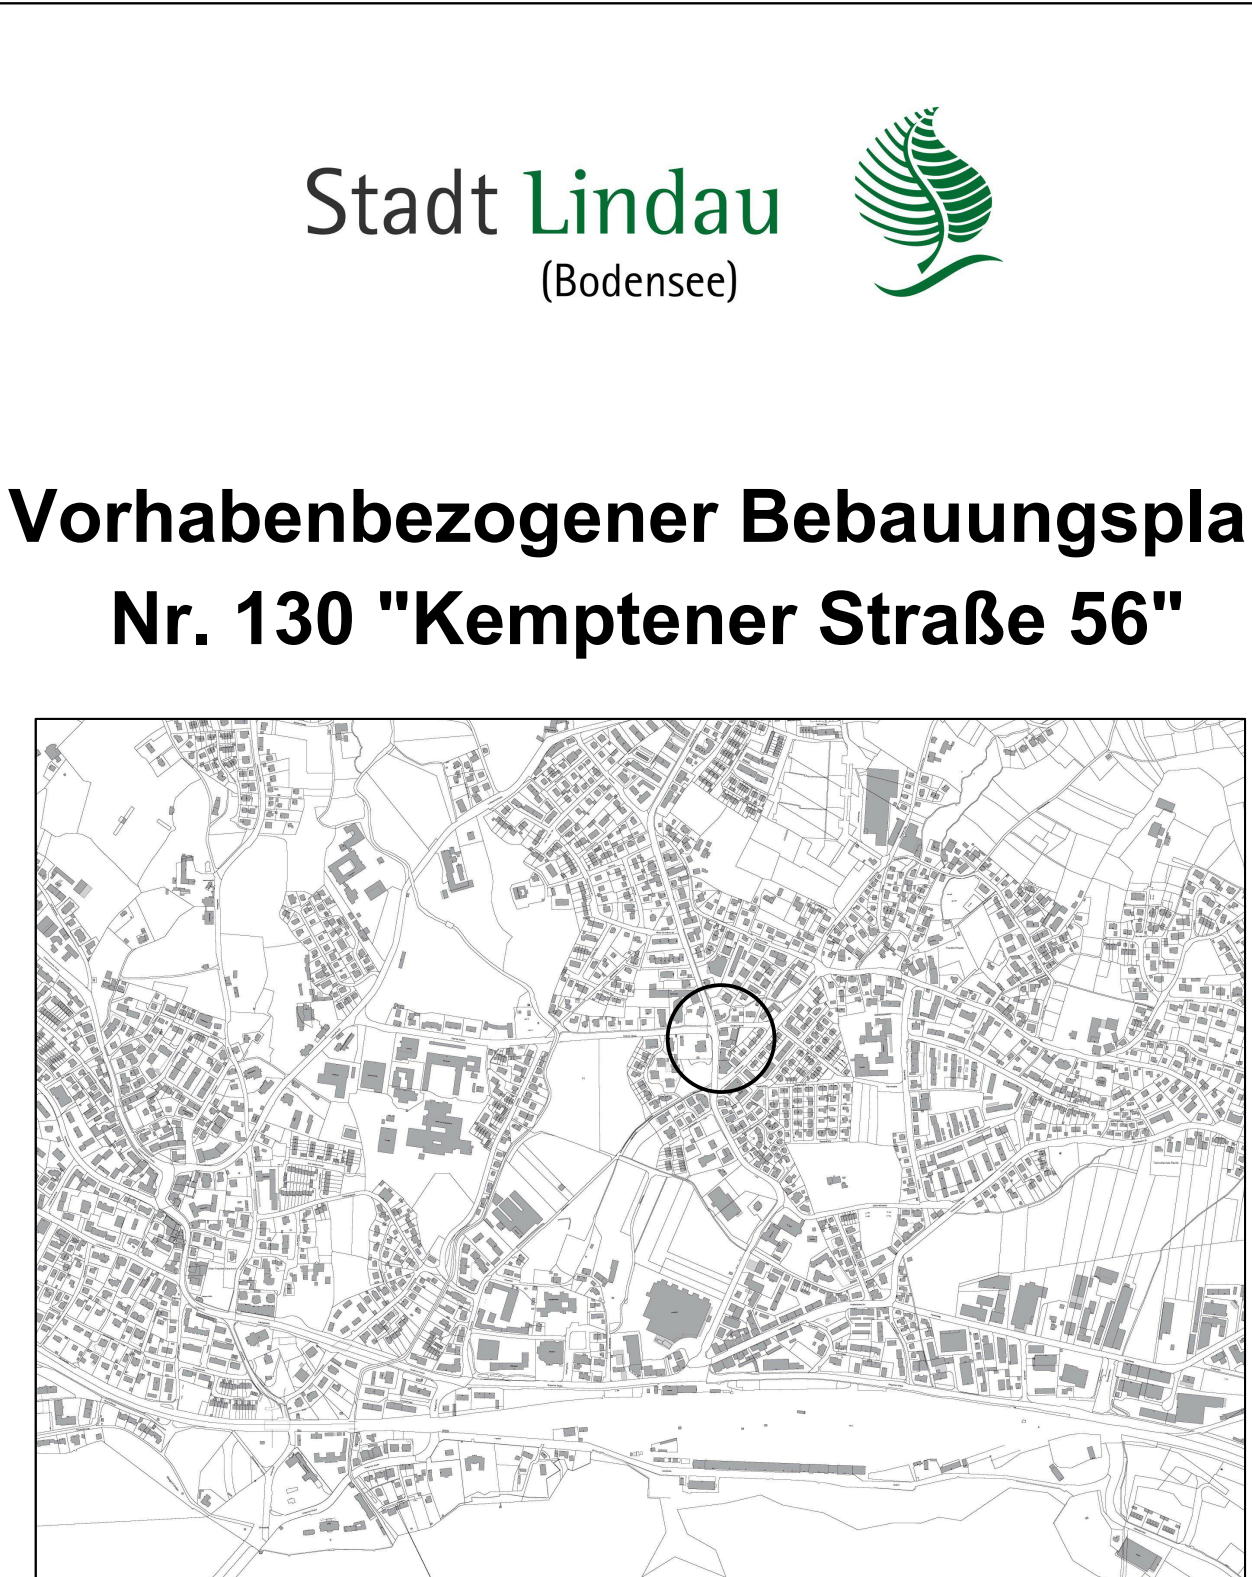 Stadt Lindau
(Bodensee)
Vorhabenbezogener Bebauungspla
Nr. 130 "Kemptener Straße 56"